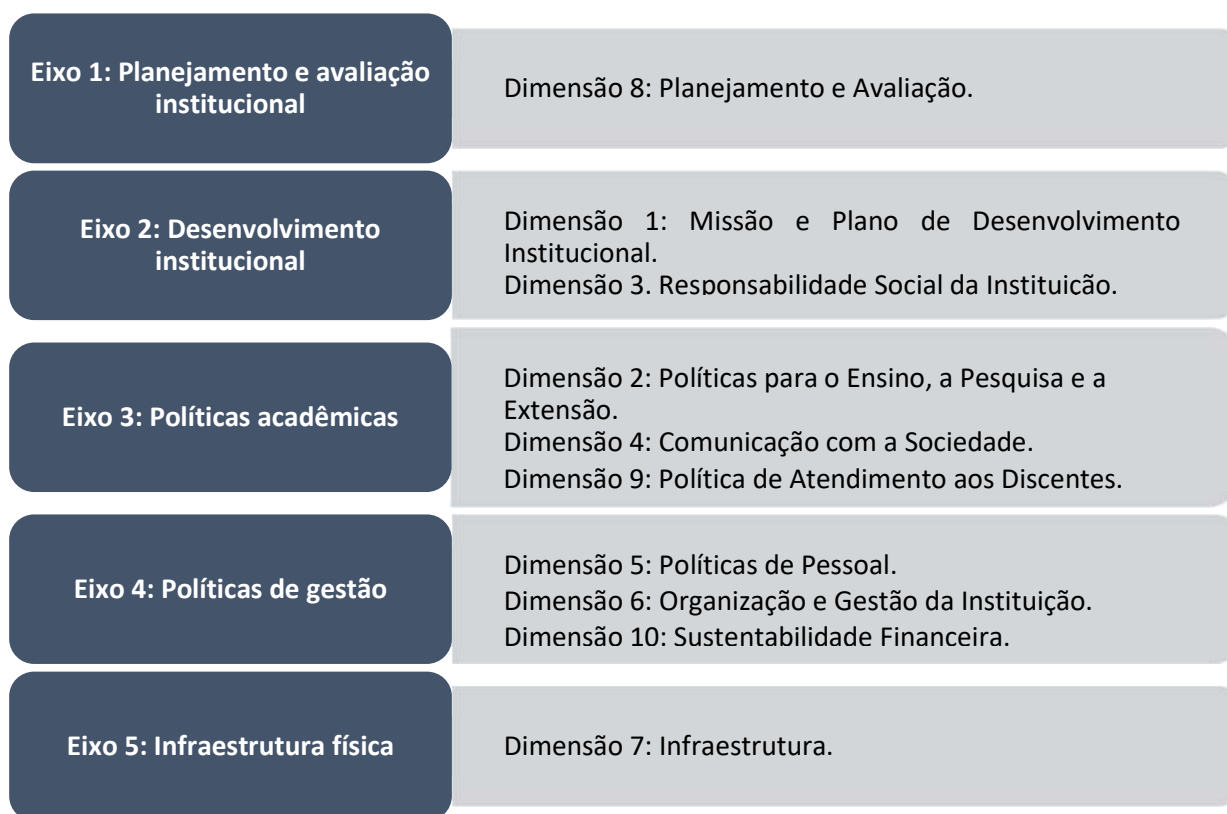 Eixo 1: Planejamento e avaliação
institucional
Dimensão 8: Planejamento e Avaliação.
Eixo 2: Desenvolvimento
institucional
Dimensão 1: Missão e Plano de Desenvolvimento
Institucional.
Dimensão 3. Responsabilidade Social da Instituição.
Eixo 3: Políticas acadêmicas
Dimensão 2: Políticas para o Ensino, a Pesquisa e a
Extensão.
Dimensão 4: Comunicação com a Sociedade.
Dimensão 9: Política de Atendimento aos Discentes.
Eixo 4: Políticas de gestão
Dimensão 5: Políticas de Pessoal.
Dimensão 6: Organização e Gestão da Instituição.
Dimensão 10: Sustentabilidade Financeira.
Eixo 5: Infraestrutura física
Dimensão 7: Infraestrutura.